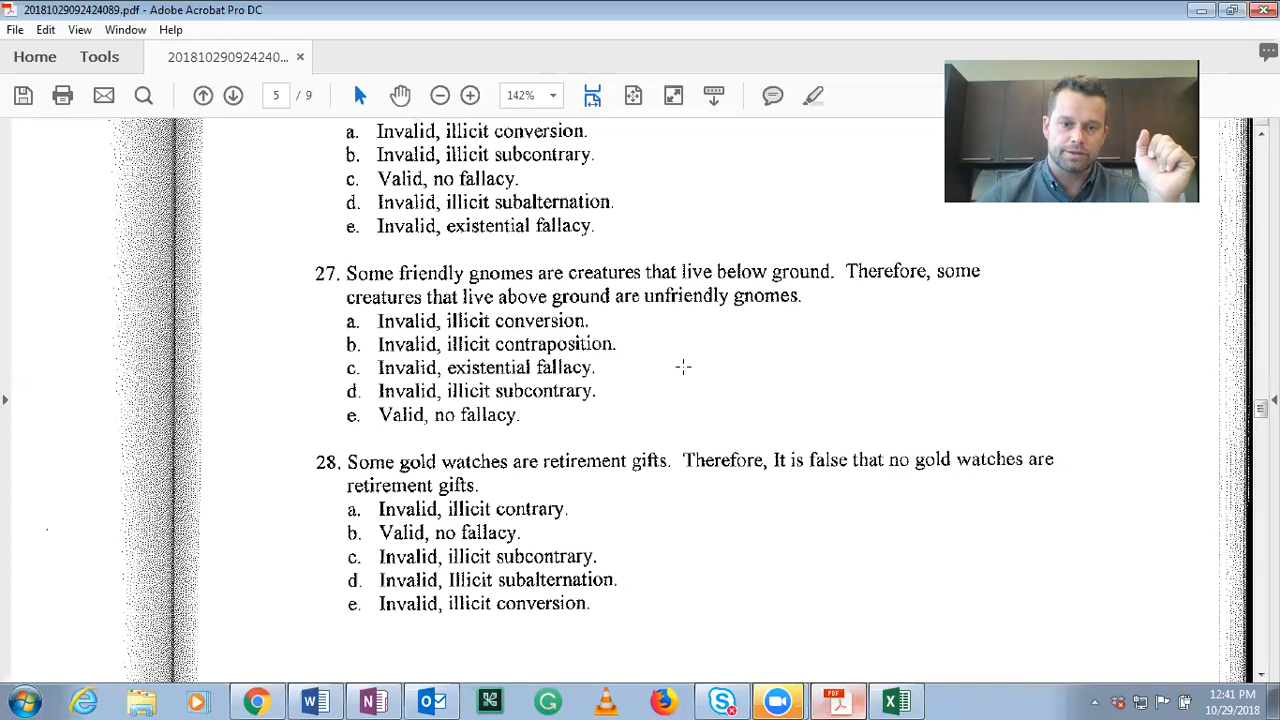 20181029092424089.pdf - Adobe Acrobat Pro DC
File Edit View Window Help
Home Tools 201810290924240... ×
5 / 9 142%
a. Invalid, illicit conversion.
b. Invalid, illicit subcontrary.
c. Valid, no fallacy.
d. Invalid, illicit subalternation.
e. Invalid, existential fallacy.
27. Some friendly gnomes are creatures that live below ground. Therefore, some
creatures that live above ground are unfriendly gnomes.
a. Invalid, illicit conversion.
b. Invalid, illicit contraposition.
c. Invalid, existential fallacy.
d. Invalid, illicit subcontrary.
e. Valid, no fallacy.
28. Some gold watches are retirement gifts. Therefore, It is false that no gold watches are
retirement gifts.
a. Invalid, illicit contrary.
b. Valid, no fallacy.
c. Invalid, illicit subcontrary.
d. Invalid, Illicit subalternation.
e. Invalid, illicit conversion.
12:41 PM
10/29/2018